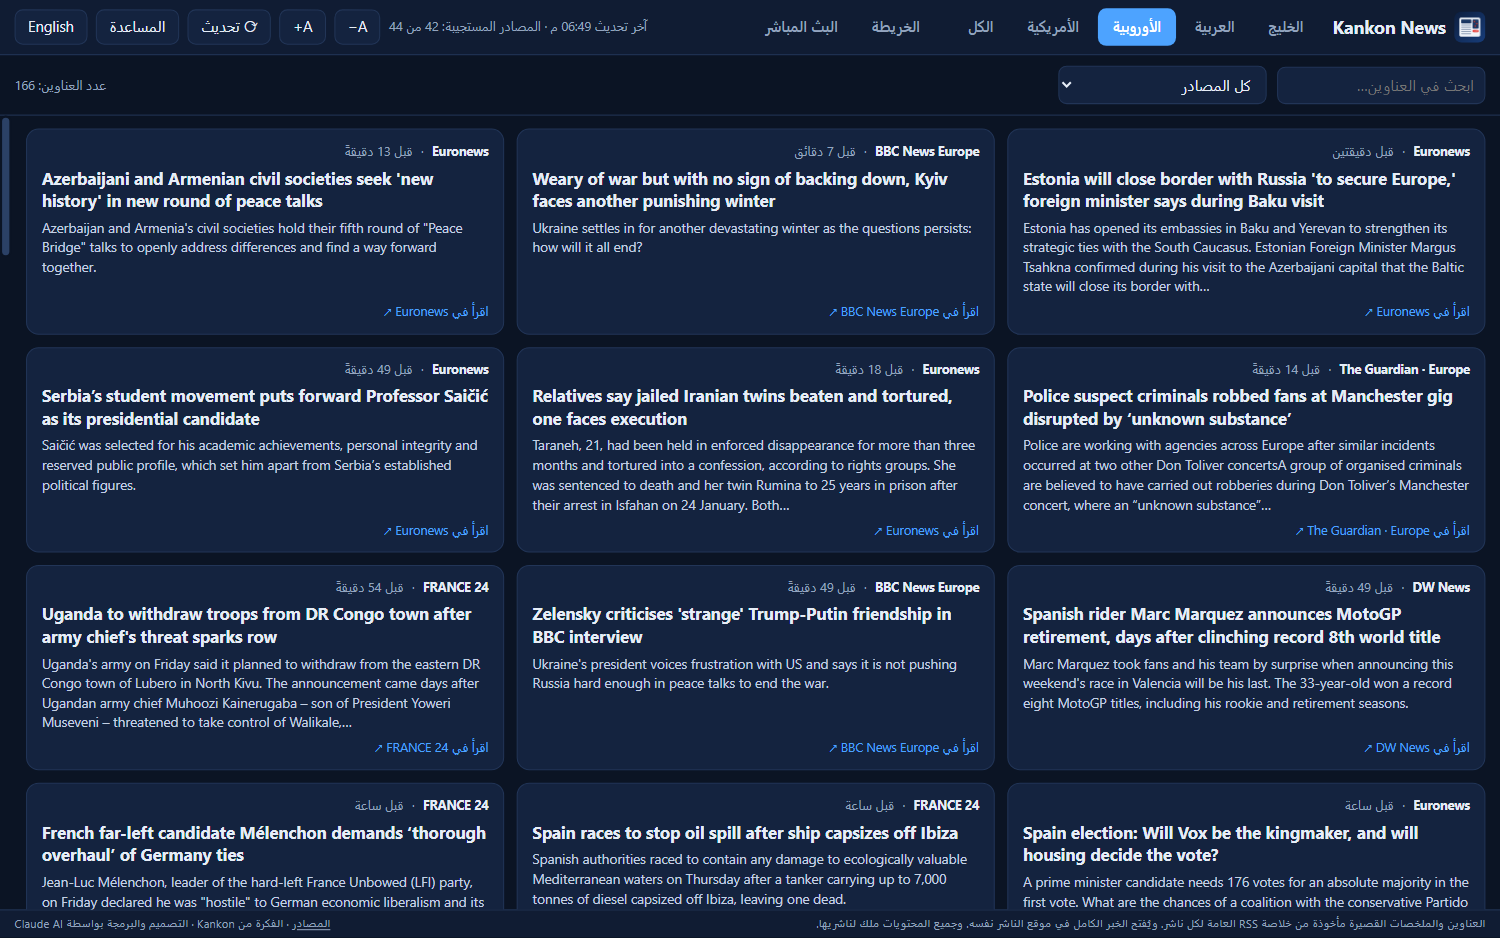 Kankon News
الخليج
العربية
الأوروبية
الأمريكية
الكل
الخريطة
البث المباشر
آخر تحديث 06:49 م · المصادر المستجيبة: 42 من 44
A−
A+
⟳ تحديث
المساعدة
English
ابحث في العناوين...
كل المصادر
عدد العناوين: 166
Euronews · قبل دقيقتين
Estonia will close border with Russia 'to secure Europe,'
foreign minister says during Baku visit
Estonia has opened its embassies in Baku and Yerevan to strengthen its
strategic ties with the South Caucasus. Estonian Foreign Minister Margus
Tsahkna confirmed during his visit to the Azerbaijani capital that the Baltic
state will close its border with...
اقرأ في Euronews ↗
BBC News Europe · قبل 7 دقائق
Weary of war but with no sign of backing down, Kyiv
faces another punishing winter
Ukraine settles in for another devastating winter as the questions persists:
how will it all end?
اقرأ في BBC News Europe ↗
Euronews · قبل 13 دقيقةً
Azerbaijani and Armenian civil societies seek 'new
history' in new round of peace talks
Azerbaijan and Armenia's civil societies hold their fifth round of "Peace
Bridge" talks to openly address differences and find a way forward
together.
اقرأ في Euronews ↗
The Guardian · Europe · قبل 14 دقيقةً
Police suspect criminals robbed fans at Manchester gig
disrupted by ‘unknown substance’
Police are working with agencies across Europe after similar incidents
occurred at two other Don Toliver concertsA group of organised criminals
are believed to have carried out robberies during Don Toliver’s Manchester
concert, where an “unknown substance”...
اقرأ في The Guardian · Europe ↗
Euronews · قبل 18 دقيقةً
Relatives say jailed Iranian twins beaten and tortured,
one faces execution
Taraneh, 21, had been held in enforced disappearance for more than three
months and tortured into a confession, according to rights groups. She
was sentenced to death and her twin Rumina to 25 years in prison after
their arrest in Isfahan on 24 January. Both...
اقرأ في Euronews ↗
Euronews · قبل 49 دقيقةً
Serbia’s student movement puts forward Professor Saičić
as its presidential candidate
Saičić was selected for his academic achievements, personal integrity and
reserved public profile, which set him apart from Serbia’s established
political figures.
اقرأ في Euronews ↗
DW News · قبل 49 دقيقةً
Spanish rider Marc Marquez announces MotoGP
retirement, days after clinching record 8th world title
Marc Marquez took fans and his team by surprise when announcing this
weekend's race in Valencia will be his last. The 33-year-old won a record
eight MotoGP titles, including his rookie and retirement seasons.
اقرأ في DW News ↗
BBC News Europe · قبل 49 دقيقةً
Zelensky criticises 'strange' Trump-Putin friendship in
BBC interview
Ukraine's president voices frustration with US and says it is not pushing
Russia hard enough in peace talks to end the war.
اقرأ في BBC News Europe ↗
FRANCE 24 · قبل 54 دقيقةً
Uganda to withdraw troops from DR Congo town after
army chief's threat sparks row
Uganda's army on Friday said it planned to withdraw from the eastern DR
Congo town of Lubero in North Kivu. The announcement came days after
Ugandan army chief Muhoozi Kainerugaba – son of President Yoweri
Museveni – threatened to take control of Walikale,...
اقرأ في FRANCE 24 ↗
Euronews · قبل ساعة
Spain election: Will Vox be the kingmaker, and will
housing decide the vote?
A prime minister candidate needs 176 votes for an absolute majority in the
first vote. What are the chances of a coalition with the conservative Partido
FRANCE 24 · قبل ساعة
Spain races to stop oil spill after ship capsizes off Ibiza
Spanish authorities raced to contain any damage to ecologically valuable
Mediterranean waters on Thursday after a tanker carrying up to 7,000
tonnes of diesel capsized off Ibiza, leaving one dead.
FRANCE 24 · قبل ساعة
French far-left candidate Mélenchon demands ‘thorough
overhaul’ of Germany ties
Jean-Luc Mélenchon, leader of the hard-left France Unbowed (LFI) party,
on Friday declared he was "hostile" to German economic liberalism and its
العناوين والملخصات القصيرة مأخوذة من خلاصة RSS العامة لكل ناشر، ويُفتح الخبر الكامل في موقع الناشر نفسه. وجميع المحتويات ملك لناشريها.
المصادر · الفكرة من Kankon · التصميم والبرمجة بواسطة Claude AI